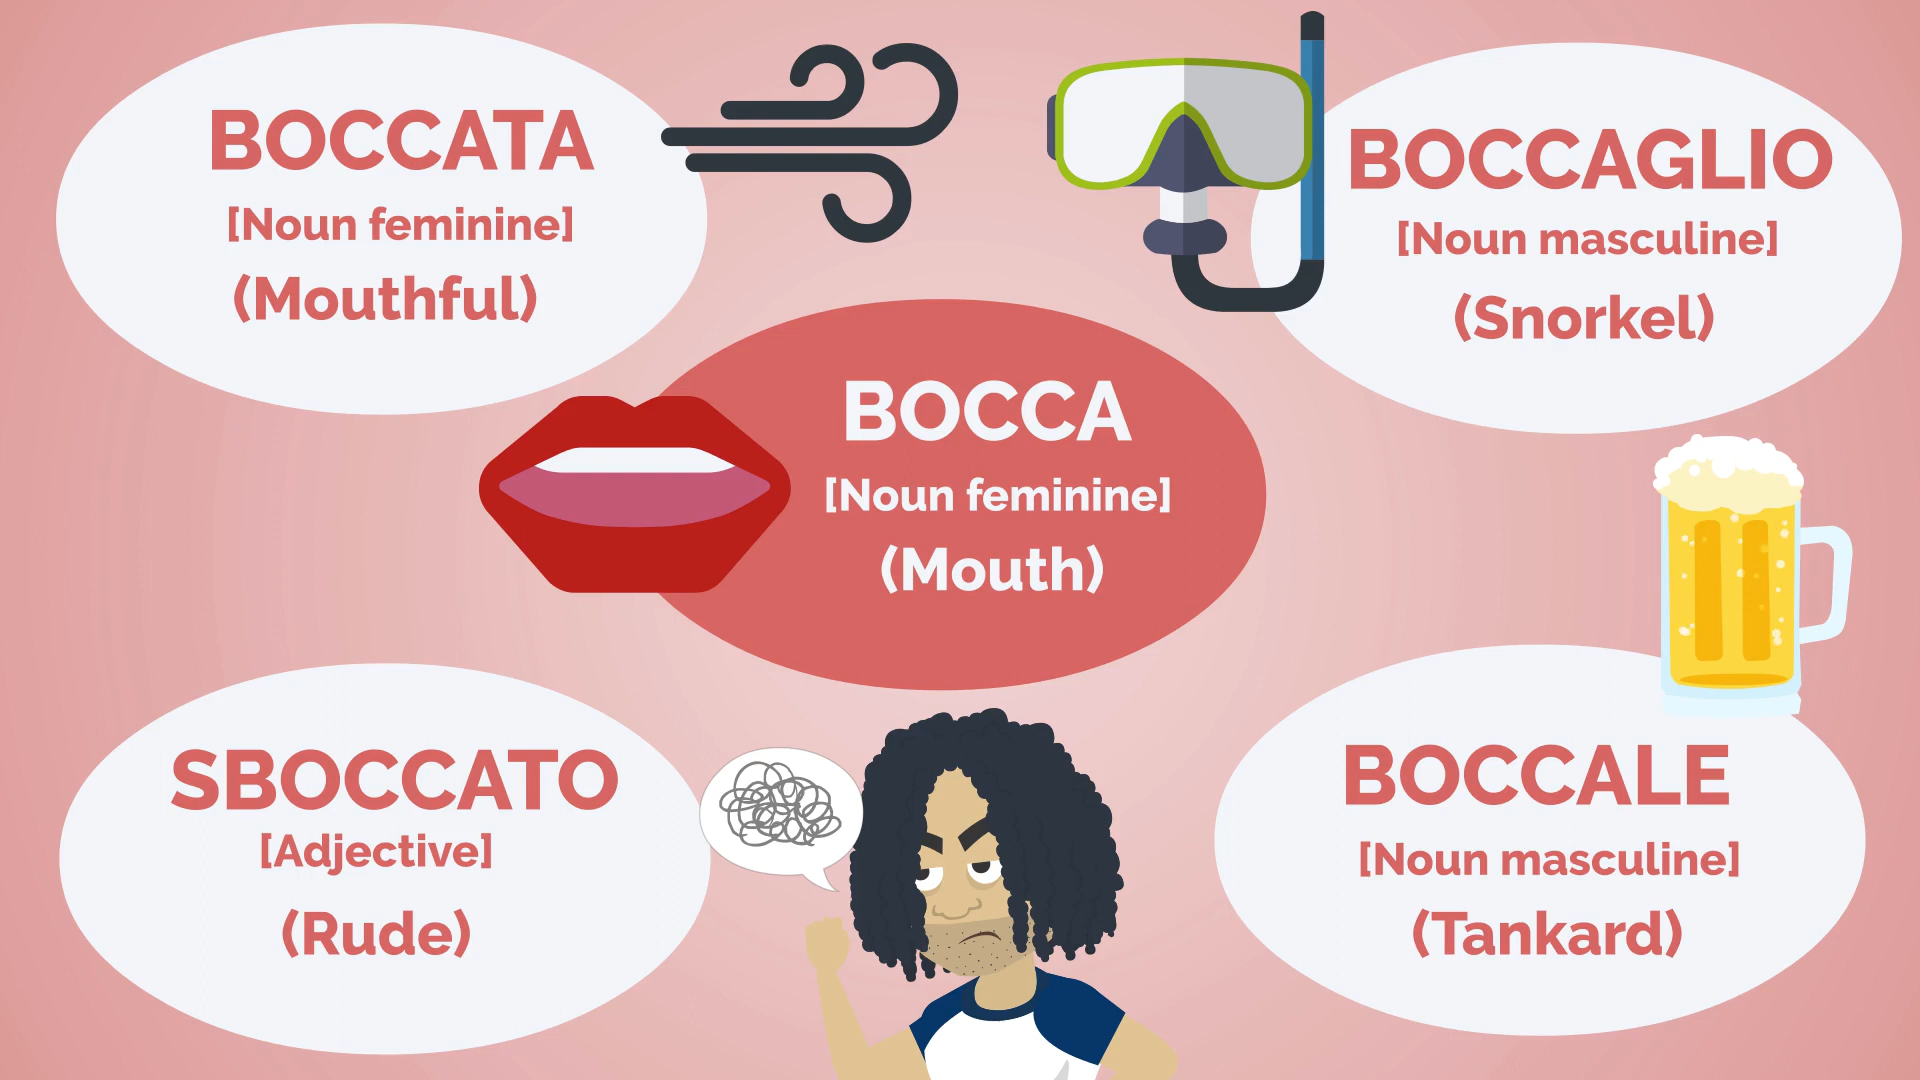 BOCCATA
[Noun feminine]
(Mouthful)
BOCCAGLIO
[Noun masculine]
(Snorkel)
BOCCA
[Noun feminine]
(Mouth)
SBOCCATO
[Adjective]
(Rude)
BOCCALE
[Noun masculine]
(Tankard)